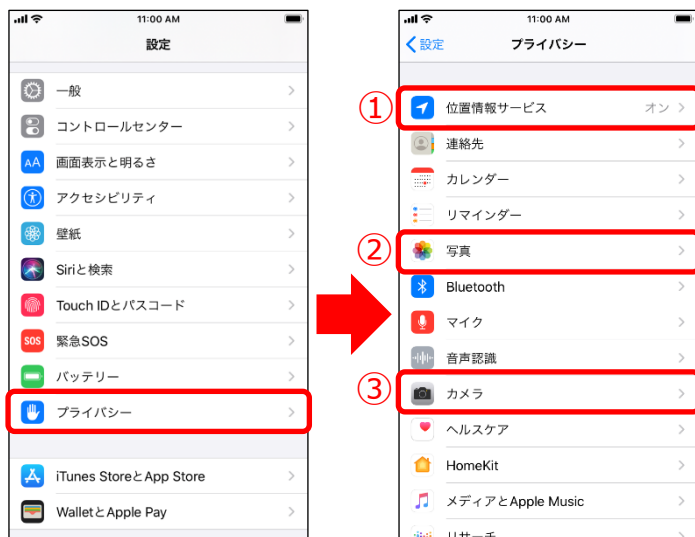 11:00 AM
設定
一般
コントロールセンター
AA 画面表示と明るさ
アクセシビリティ
壁紙
Siriと検索
Touch IDとパスコード
SOS 緊急SOS
バッテリー
プライバシー
iTunes StoreとApp Store
WalletとApple Pay
11:00 AM
設定 プライバシー
① 位置情報サービス オン
連絡先
カレンダー
リマインダー
② 写真
Bluetooth
マイク
音声認識
③ カメラ
ヘルスケア
HomeKit
メディアとApple Music
リサーチ